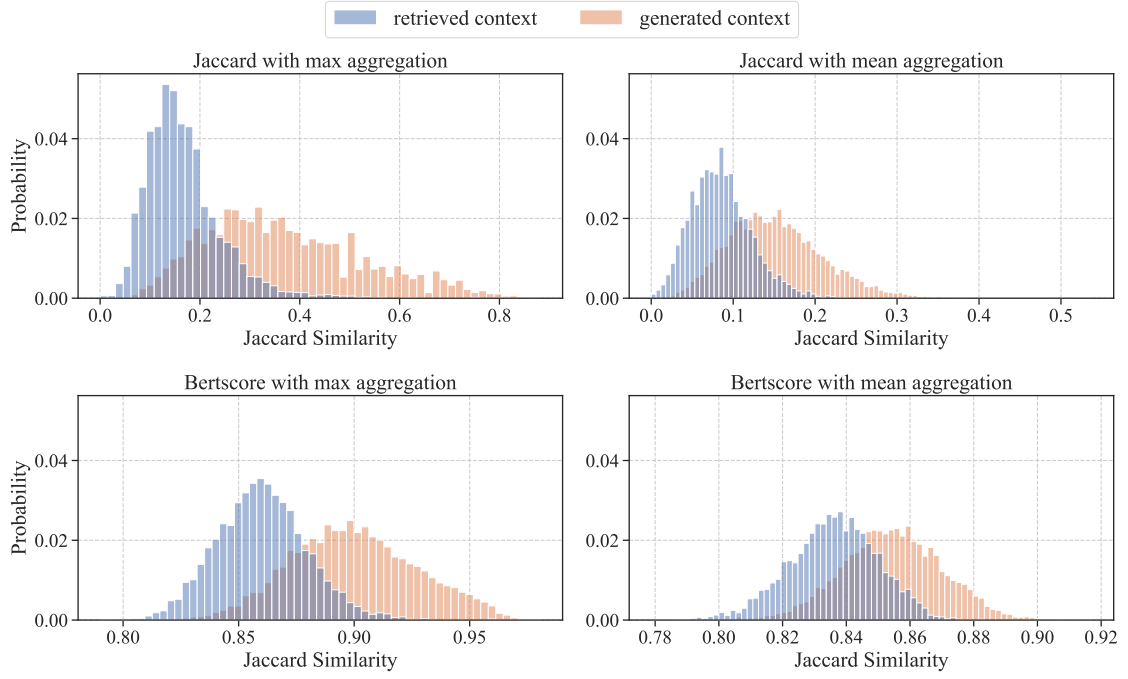 retrieved context generated context
Jaccard with max aggregation
Probability
0.04
0.02
0.00
0.0 0.2 0.4 0.6 0.8
Jaccard Similarity
Jaccard with mean aggregation
0.04
0.02
0.00
0.0 0.1 0.2 0.3 0.4 0.5
Jaccard Similarity
Bertscore with max aggregation
Probability
0.04
0.02
0.00
0.80 0.85 0.90 0.95
Jaccard Similarity
Bertscore with mean aggregation
0.04
0.02
0.00
0.78 0.80 0.82 0.84 0.86 0.88 0.90 0.92
Jaccard Similarity